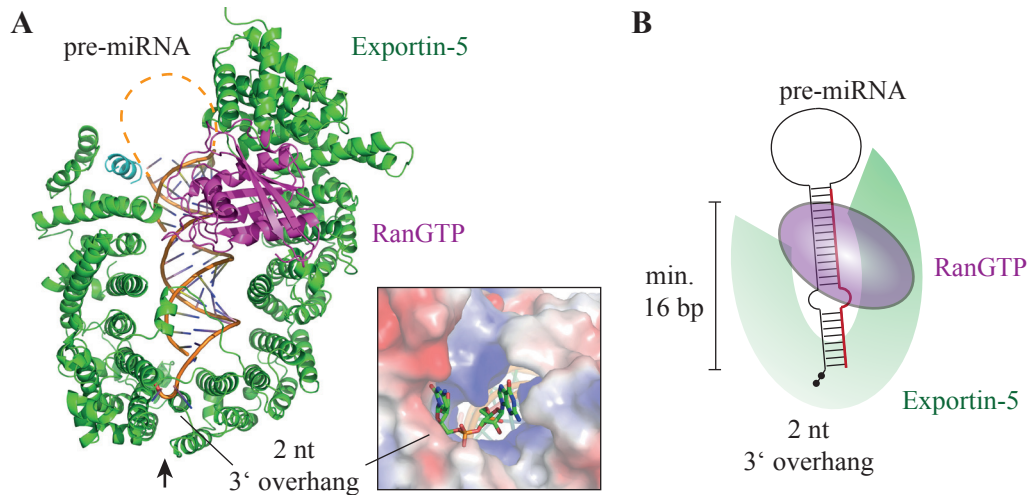 A
pre-miRNA
Exportin-5
RanGTP
2 nt
3‘ overhang
B
pre-miRNA
min.
16 bp
RanGTP
Exportin-5
2 nt
3‘ overhang